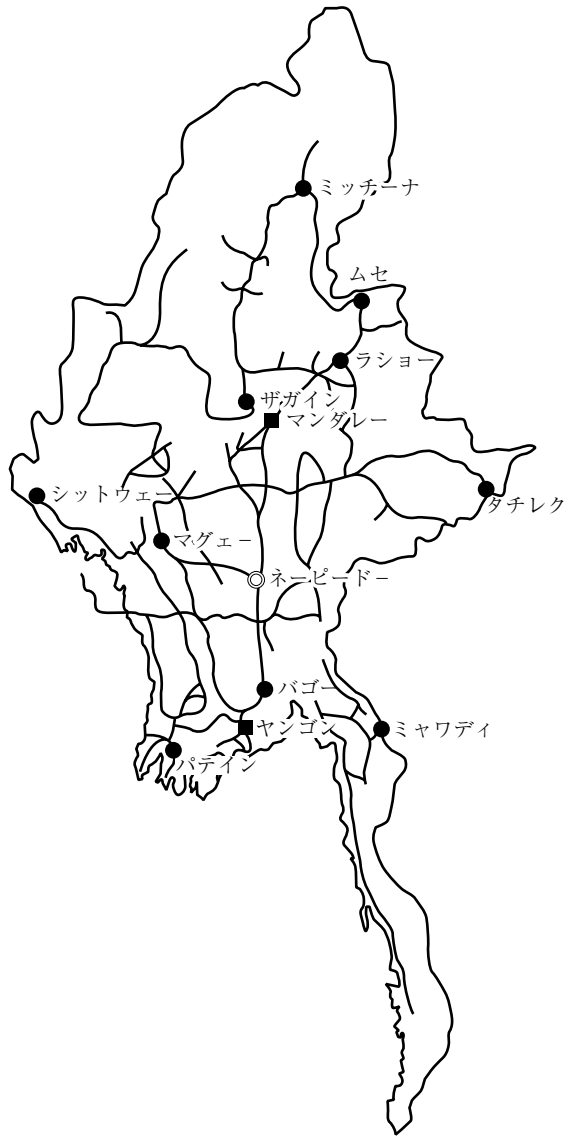 ミッチーナ
ムセ
ラショー
ザガイン
マンダレー
シットウェー
タチレク
マグェ－
ネーピード－
バゴー
ヤンゴン
ミャワディ
パテイン